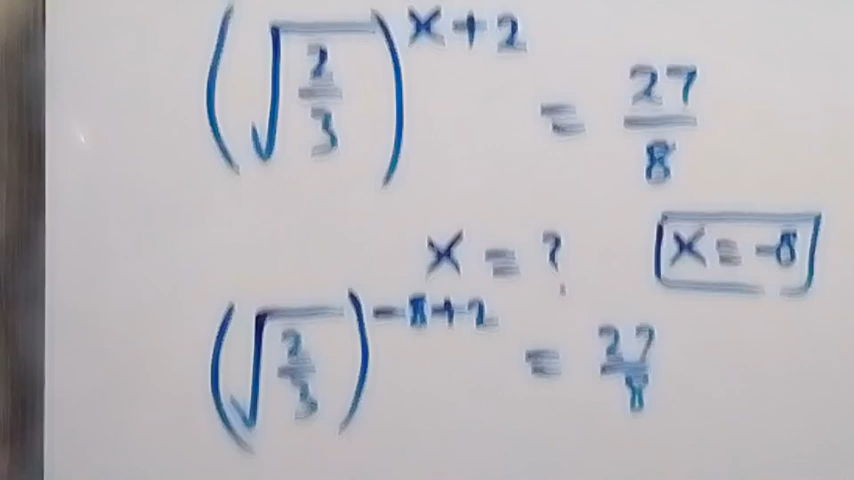 (√(2/3))^(x+2) = 27/8
x = ? x = -8
(√(2/3))^(-8+2) = 27/8